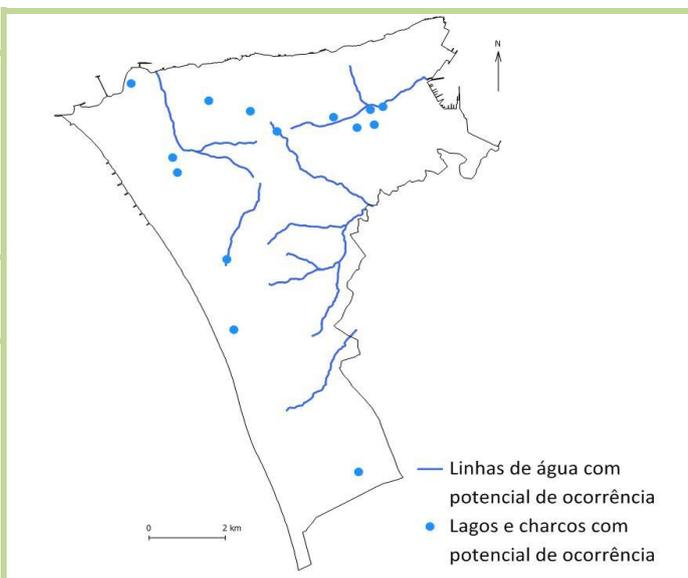 N
Linhas de água com
potencial de ocorrência
Lagos e charcos com
potencial de ocorrência
0 2 km